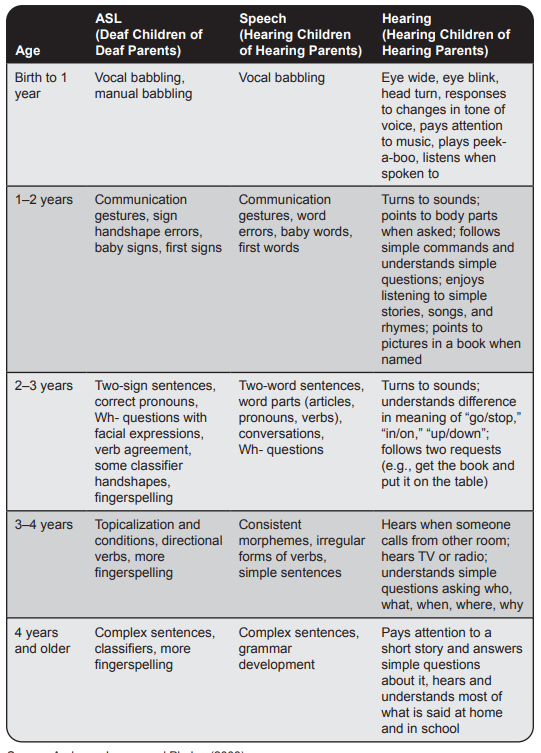 Age
ASL
(Deaf Children of
Deaf Parents)
Speech
(Hearing Children
of Hearing Parents)
Hearing
(Hearing Children of
Hearing Parents)
Birth to 1
year
Vocal babbling,
manual babbling
Vocal babbling
Eye wide, eye blink,
head turn, responses
to changes in tone of
voice, pays attention
to music, plays peek-
a-boo, listens when
spoken to
1–2 years
Communication
gestures, sign
handshape errors,
baby signs, first signs
Communication
gestures, word
errors, baby words,
first words
Turns to sounds;
points to body parts
when asked; follows
simple commands and
understands simple
questions; enjoys
listening to simple
stories, songs, and
rhymes; points to
pictures in a book when
named
2–3 years
Two-sign sentences,
correct pronouns,
Wh- questions with
facial expressions,
verb agreement,
some classifier
handshapes,
fingerspelling
Two-word sentences,
word parts (articles,
pronouns, verbs),
conversations,
Wh- questions
Turns to sounds;
understands difference
in meaning of “go/stop,”
“in/on,” “up/down”;
follows two requests
(e.g., get the book and
put it on the table)
3–4 years
Topicalization and
conditions, directional
verbs, more
fingerspelling
Consistent
morphemes, irregular
forms of verbs,
simple sentences
Hears when someone
calls from other room;
hears TV or radio;
understands simple
questions asking who,
what, when, where, why
4 years
and older
Complex sentences,
classifiers, more
fingerspelling
Complex sentences,
grammar
development
Pays attention to a
short story and answers
simple questions
about it, hears and
understands most of
what is said at home
and in school